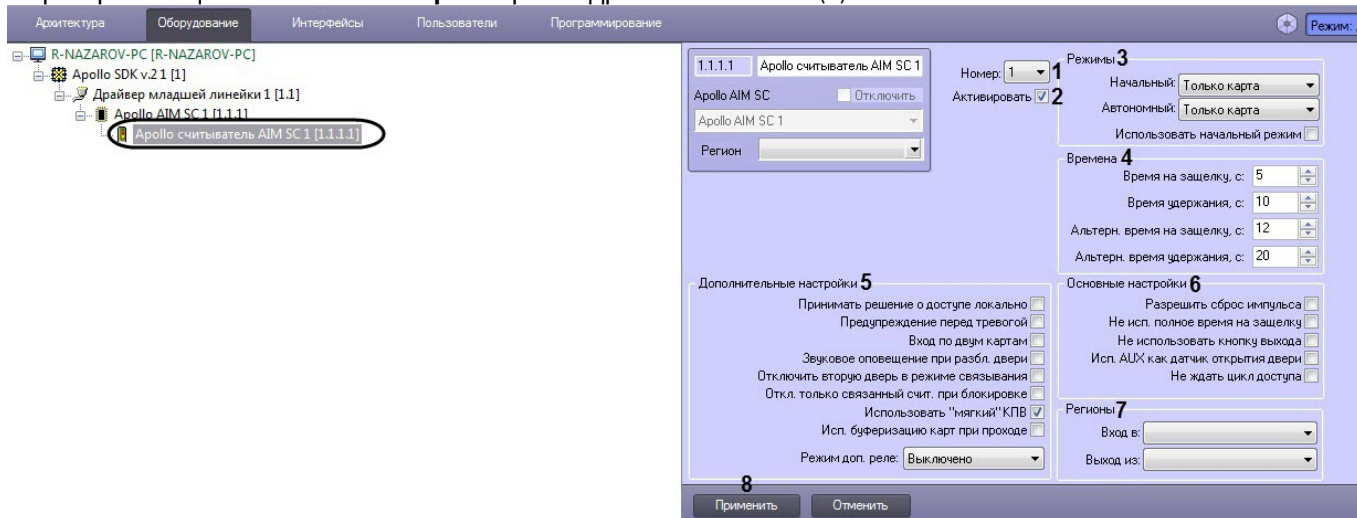 Архитектура Оборудование Интерфейсы Пользователи Программирование Режим:
R-NAZAROV-PC [R-NAZAROV-PC]
Apollo SDK v.2 1 [1]
Драйвер младшей линейки 1 [1.1]
Apollo AIM SC 1 [1.1.1]
Apollo считыватель AIM SC 1 [1.1.1.1]
1.1.1.1 Apollo считыватель AIM SC 1
Apollo AIM SC Отключить
Apollo AIM SC 1
Регион
Номер: 1 1
Активировать 2
Режимы 3
Начальный: Только карта
Автономный: Только карта
Использовать начальный режим
Времена 4
Время на защелку, с: 5
Время удержания, с: 10
Альтерн. время на защелку, с: 12
Альтерн. время удержания, с: 20
Дополнительные настройки 5
Принимать решение о доступе локально
Предупреждение перед тревогой
Вход по двум картам
Звуковое оповещение при разбл. двери
Отключить вторую дверь в режиме связывания
Откл. только связанный счит. при блокировке
Использовать "мягкий" КПВ
Исп. буферизацию карт при проходе
Режим доп. реле: Выключено
Основные настройки 6
Разрешить сброс импульса
Не исп. полное время на защелку
Не использовать кнопку выхода
Исп. AUX как датчик открытия двери
Не ждать цикл доступа
Регионы 7
Вход в:
Выход из:
8
Применить Отменить